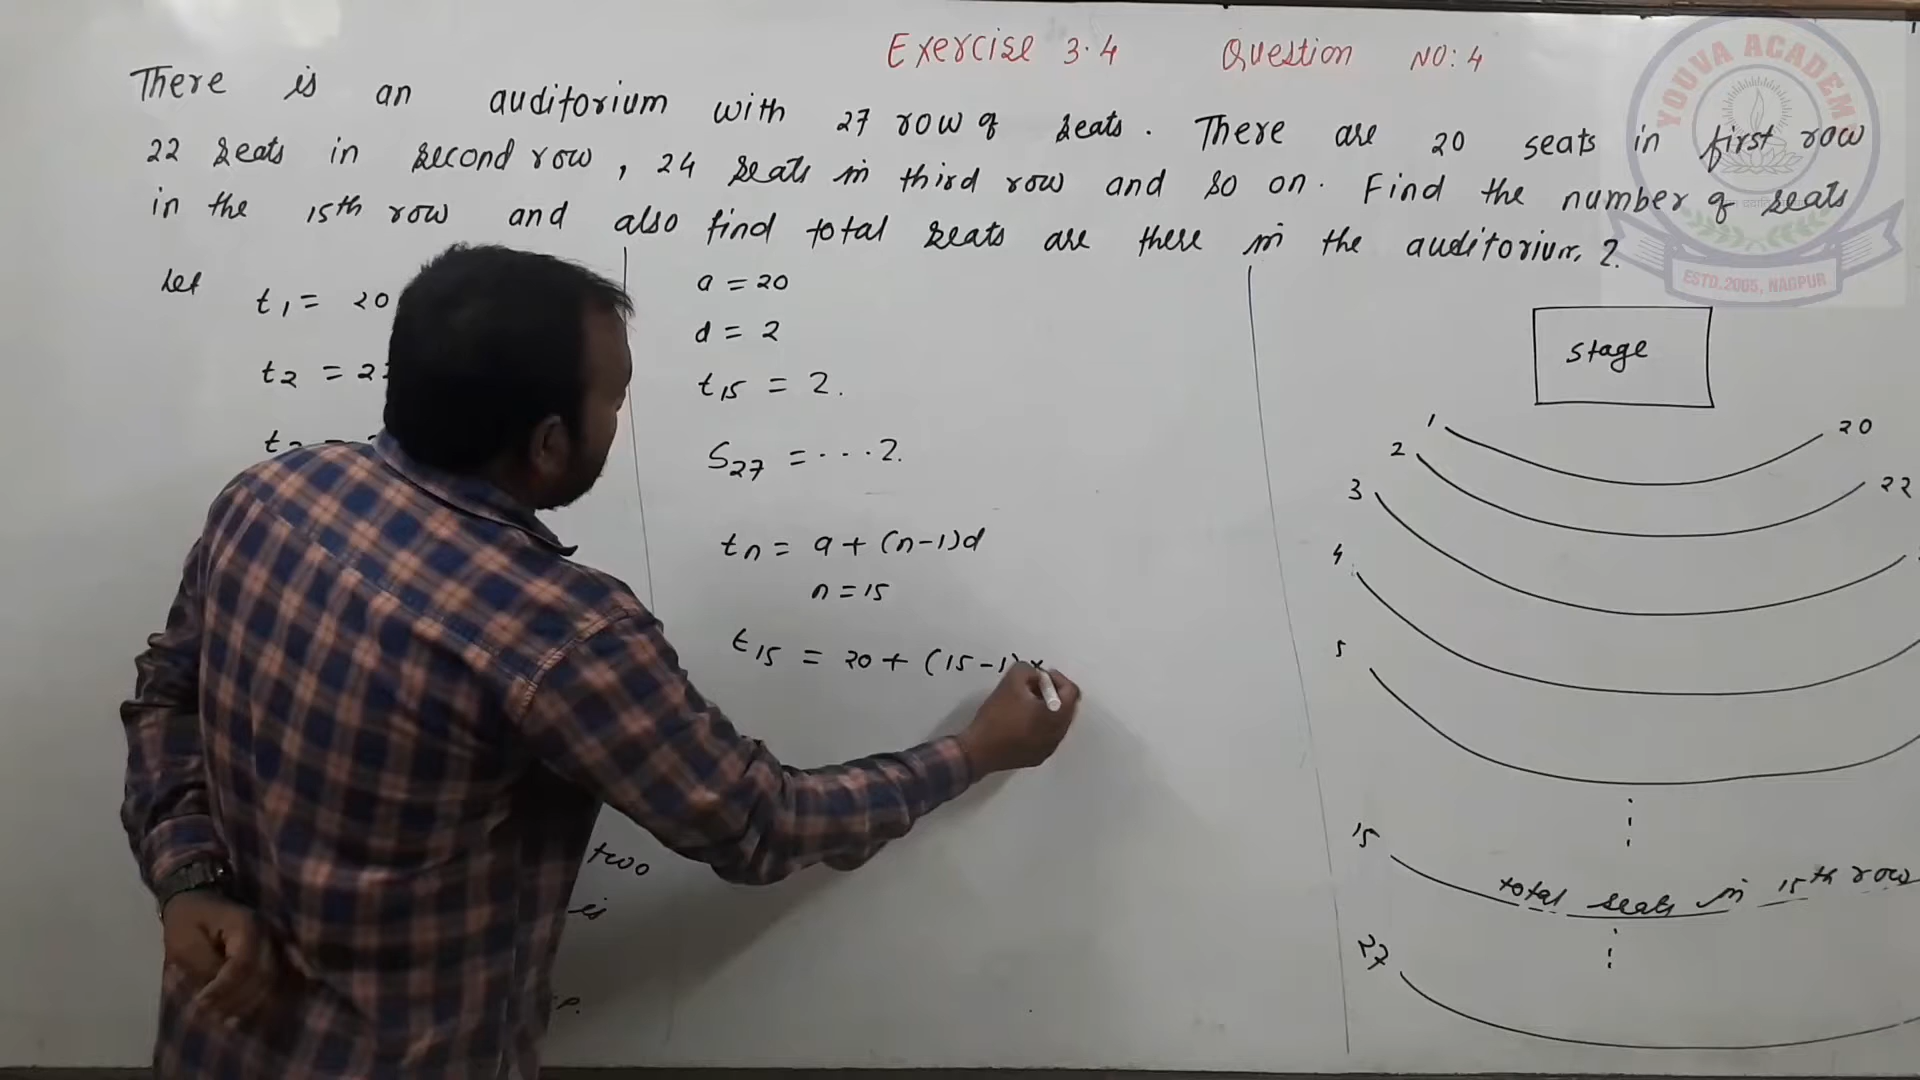 Exercise 3.4 Question NO: 4
There is an auditorium with 27 row of seats. There are 20 seats in first row
22 seats in second row, 24 seats in third row and so on. Find the number of seats
in the 15th row and also find total seats are there in the auditorium ?
Let
t1 = 20
t2 = 22
two
is
a = 20
d = 2
t15 = ?
S27 = ... ?
tn = a + (n-1)d
n = 15
t15 = 20 + (15-1) ×
stage
1 20
2 22
3
4
5
15 total seats in 15th row
27
YOUVA ACADEMY
ESTD.2005, NAGPUR